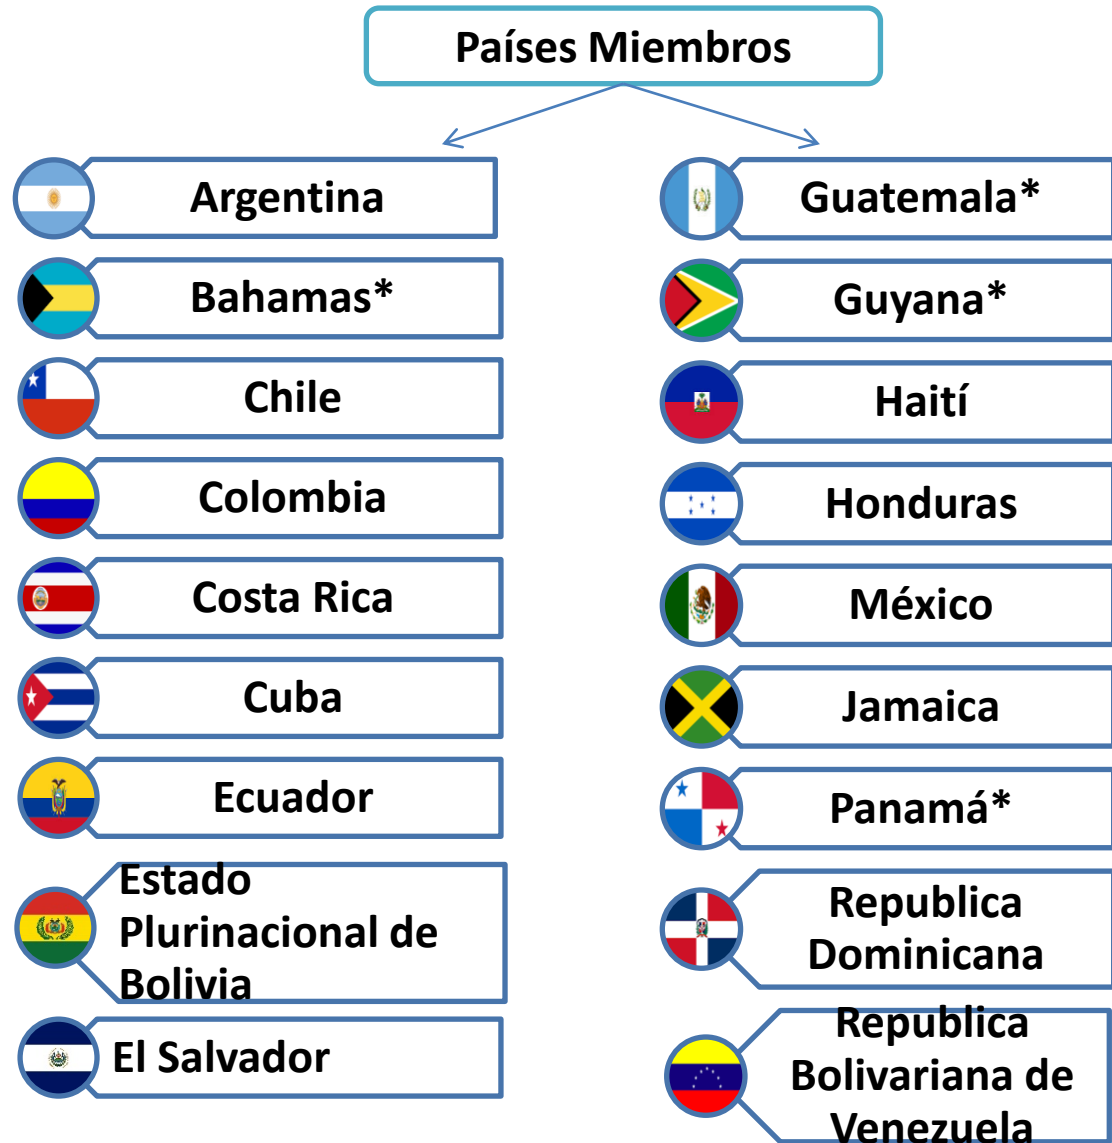 Países Miembros
Argentina
Bahamas*
Chile
Colombia
Costa Rica
Cuba
Ecuador
Estado
Plurinacional de
Bolivia
El Salvador
Guatemala*
Guyana*
Haití
Honduras
México
Jamaica
Panamá*
Republica
Dominicana
Republica
Bolivariana de
Venezuela